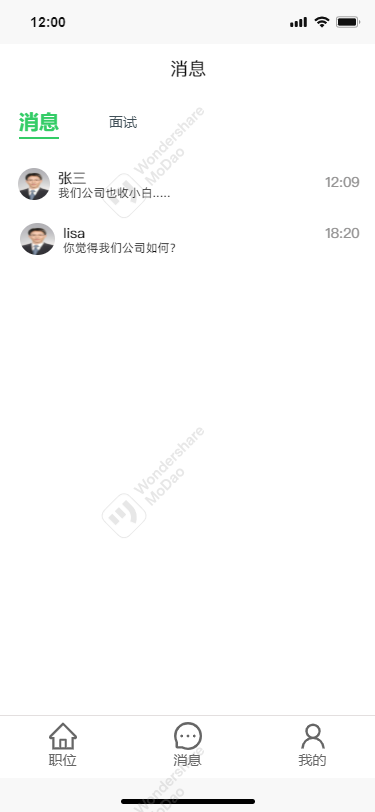 12:00
消息
消息 面试
张三 12:09
我们公司也收小白.....
lisa 18:20
你觉得我们公司如何?
Wondershare
MoDao
Wondershare
MoDao
职位 消息 我的
Wondershare
MoDao